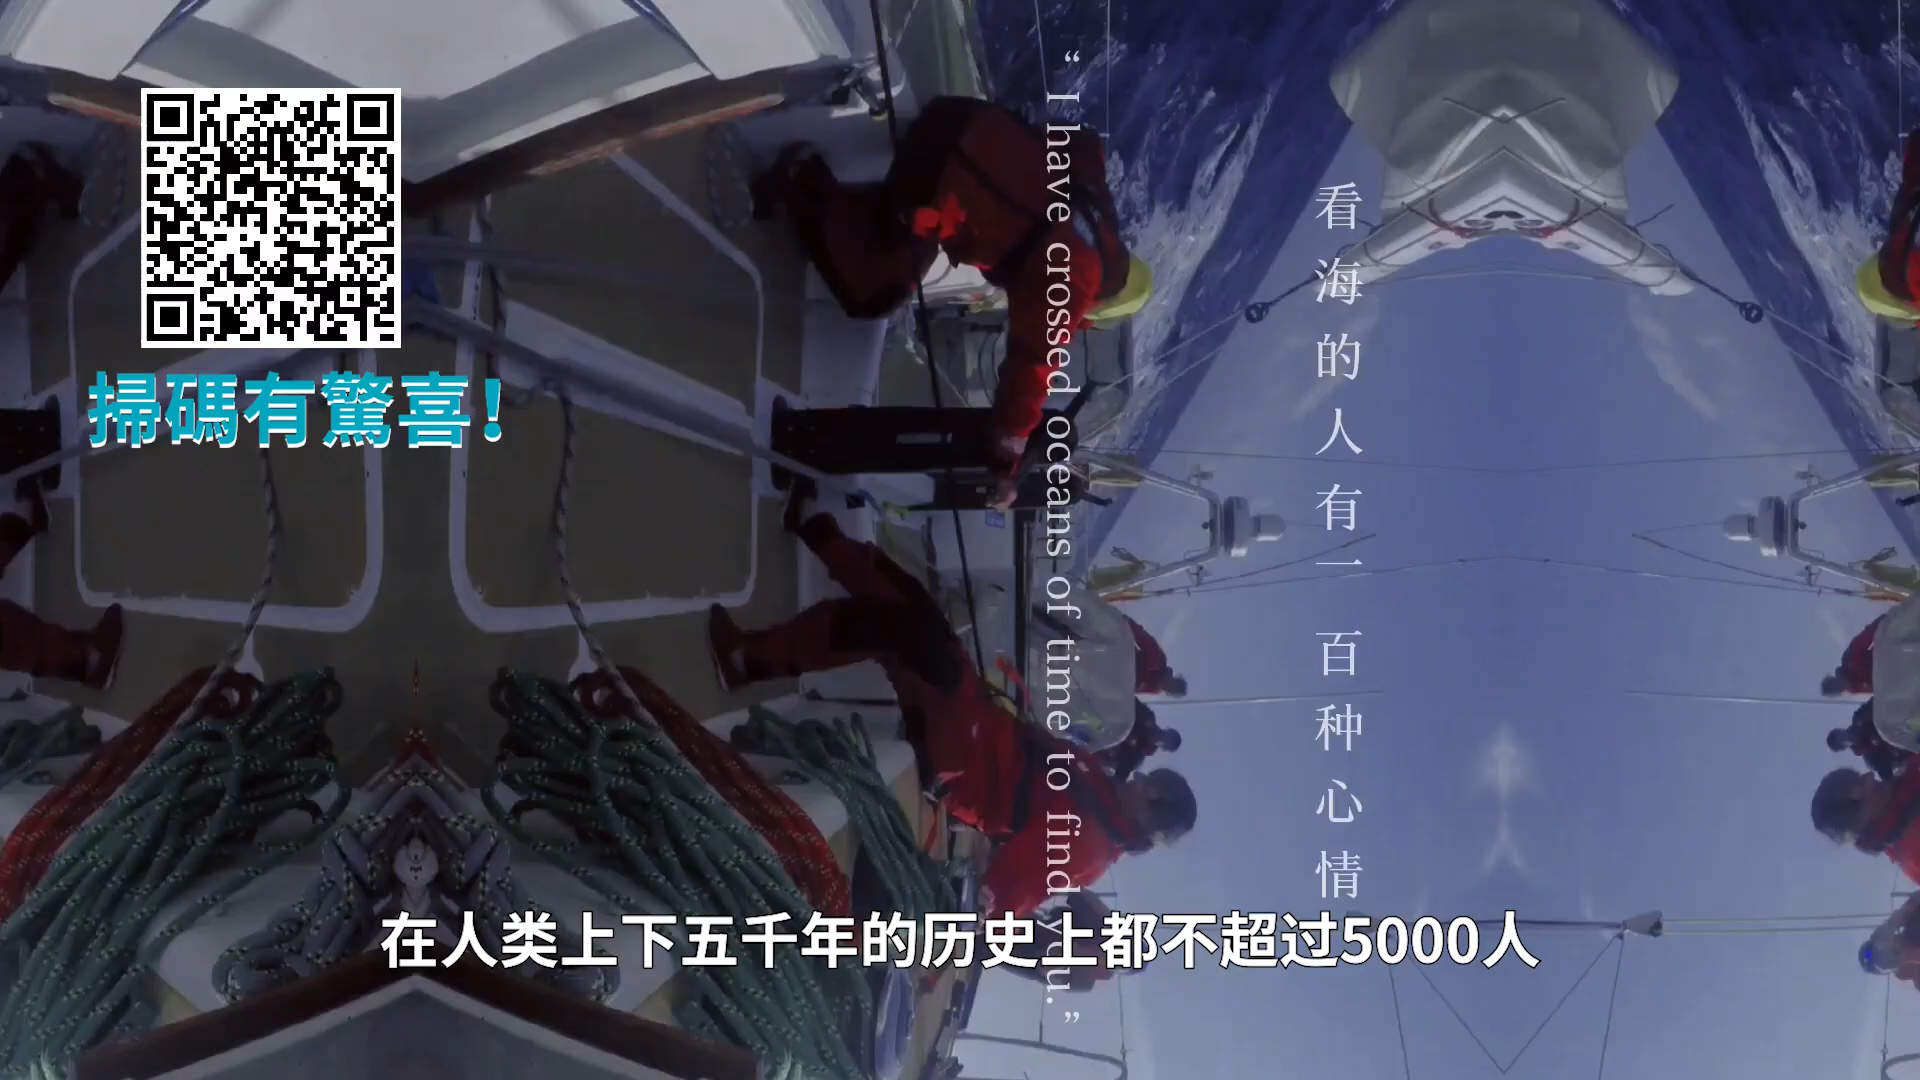 掃碼有驚喜！
“I have crossed oceans of time to find you.”
看海的人有一百种心情
在人类上下五千年的历史上都不超过5000人